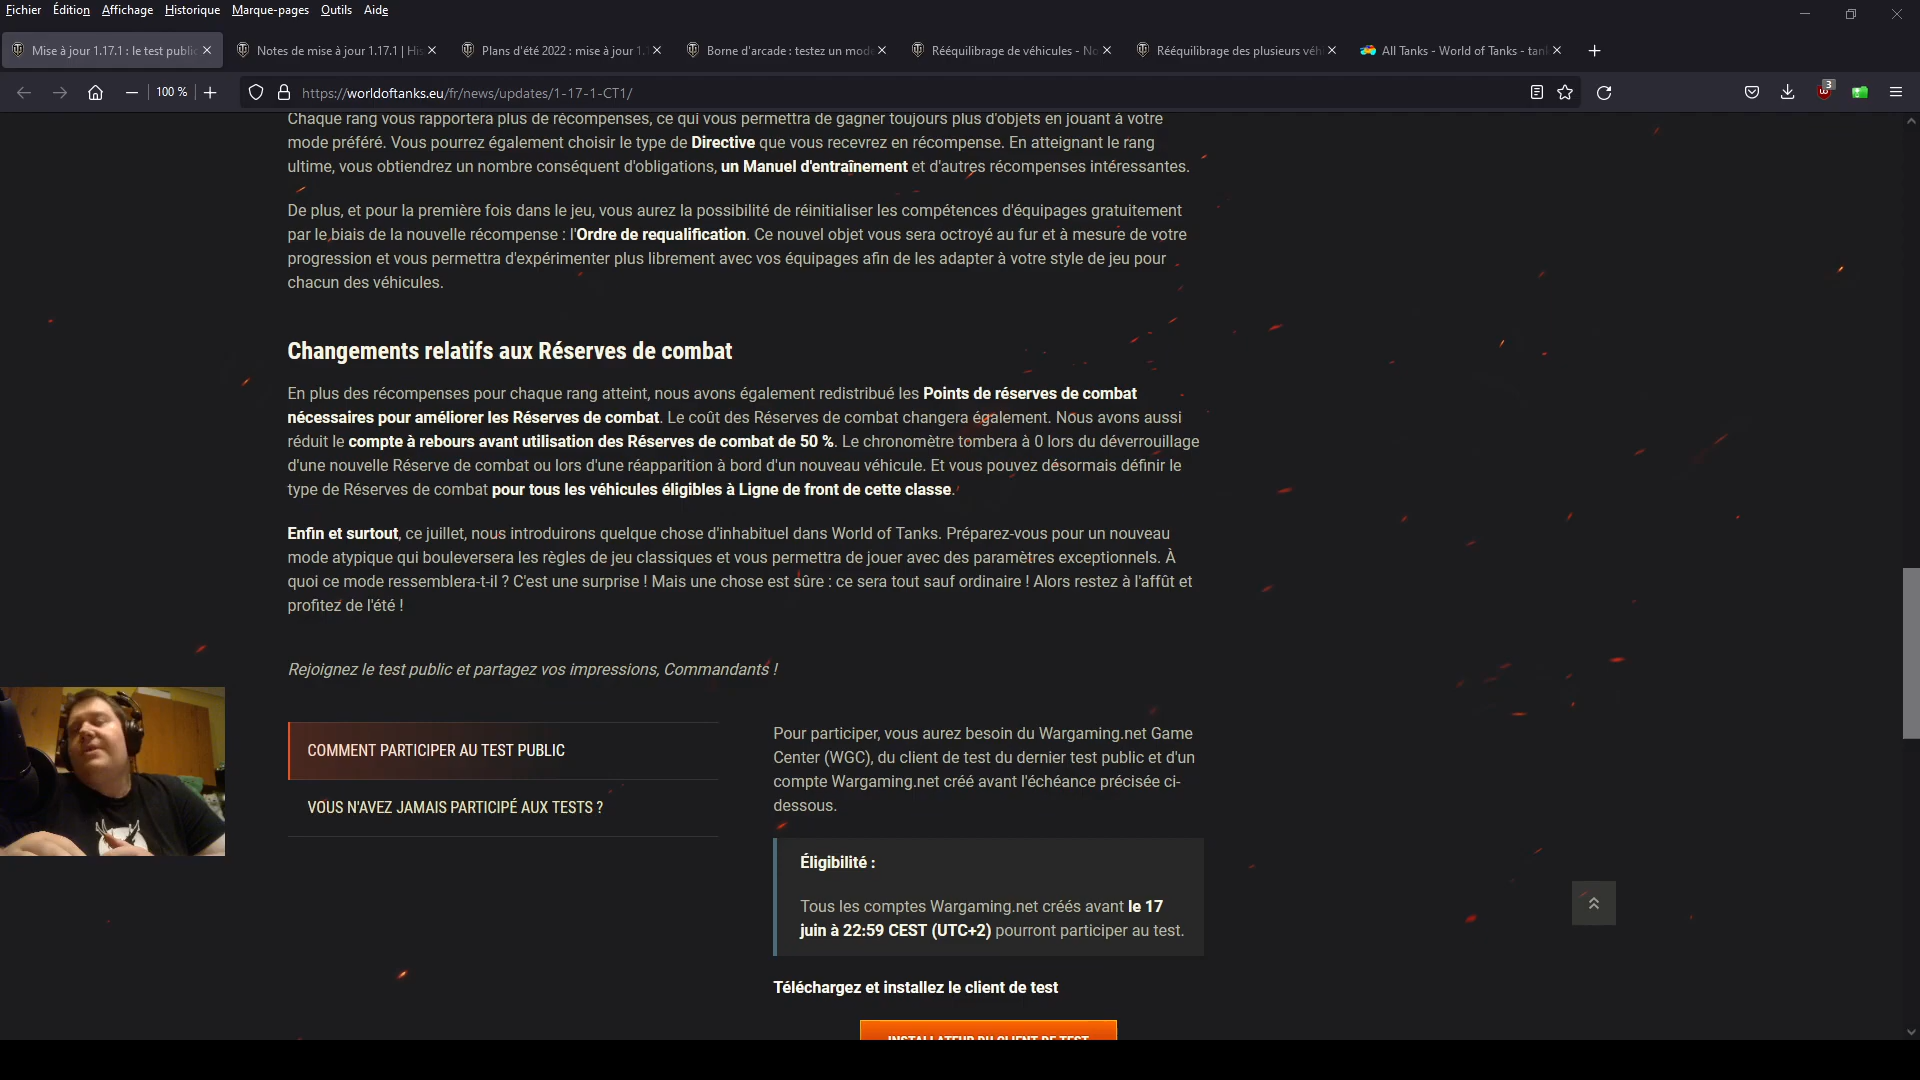 Fichier Édition Affichage Historique Marque-pages Outils Aide
Mise à jour 1.17.1 : le test public
Notes de mise à jour 1.17.1 | His
Plans d'été 2022 : mise à jour 1.1
Borne d'arcade : testez un mode
Rééquilibrage de véhicules - No
Rééquilibrage des plusieurs véhi
All Tanks - World of Tanks - tank
100 %
https://worldoftanks.eu/fr/news/updates/1-17-1-CT1/
3
Chaque rang vous rapportera plus de récompenses, ce qui vous permettra de gagner toujours plus d'objets en jouant à votre
mode préféré. Vous pourrez également choisir le type de Directive que vous recevrez en récompense. En atteignant le rang
ultime, vous obtiendrez un nombre conséquent d'obligations, un Manuel d'entraînement et d'autres récompenses intéressantes.
De plus, et pour la première fois dans le jeu, vous aurez la possibilité de réinitialiser les compétences d'équipages gratuitement
par le biais de la nouvelle récompense : l'Ordre de requalification. Ce nouvel objet vous sera octroyé au fur et à mesure de votre
progression et vous permettra d'expérimenter plus librement avec vos équipages afin de les adapter à votre style de jeu pour
chacun des véhicules.
Changements relatifs aux Réserves de combat
En plus des récompenses pour chaque rang atteint, nous avons également redistribué les Points de réserves de combat
nécessaires pour améliorer les Réserves de combat. Le coût des Réserves de combat changera également. Nous avons aussi
réduit le compte à rebours avant utilisation des Réserves de combat de 50 %. Le chronomètre tombera à 0 lors du déverrouillage
d'une nouvelle Réserve de combat ou lors d'une réapparition à bord d'un nouveau véhicule. Et vous pouvez désormais définir le
type de Réserves de combat pour tous les véhicules éligibles à Ligne de front de cette classe.
Enfin et surtout, ce juillet, nous introduirons quelque chose d'inhabituel dans World of Tanks. Préparez-vous pour un nouveau
mode atypique qui bouleversera les règles de jeu classiques et vous permettra de jouer avec des paramètres exceptionnels. À
quoi ce mode ressemblera-t-il ? C'est une surprise ! Mais une chose est sûre : ce sera tout sauf ordinaire ! Alors restez à l'affût et
profitez de l'été !
Rejoignez le test public et partagez vos impressions, Commandants !
COMMENT PARTICIPER AU TEST PUBLIC
VOUS N'AVEZ JAMAIS PARTICIPÉ AUX TESTS ?
Pour participer, vous aurez besoin du Wargaming.net Game
Center (WGC), du client de test du dernier test public et d'un
compte Wargaming.net créé avant l'échéance précisée ci-
dessous.
Éligibilité :
Tous les comptes Wargaming.net créés avant le 17
juin à 22:59 CEST (UTC+2) pourront participer au test.
Téléchargez et installez le client de test
INSTALLATEUR DU CLIENT DE TEST